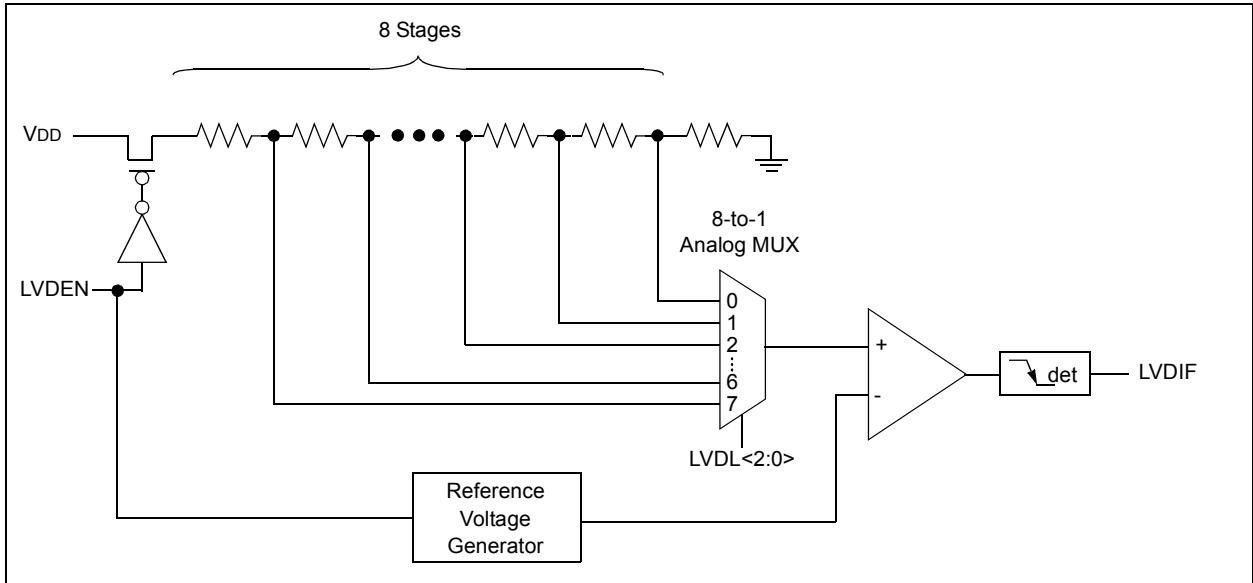 8 Stages
VDD
8-to-1
Analog MUX
LVDEN
0
1
2
6
7
+
-
det
LVDIF
LVDL<2:0>
Reference
Voltage
Generator